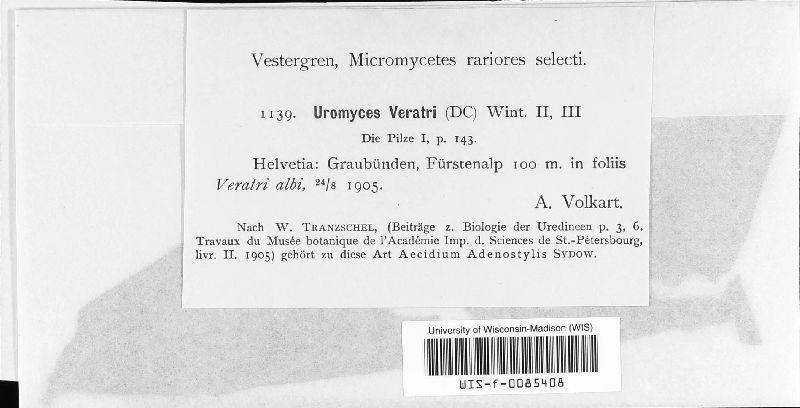 Vestergren, Micromycetes rariores selecti.
1139. Uromyces Veratri (DC) Wint. II, III
Die Pilze I, p. 143.
Helvetia: Graubünden, Fürstenalp 100 m. in foliis
Veratri albi, 24/8 1905.
A. Volkart.
Nach W. TRANZSCHEL, (Beiträge z. Biologie der Uredineen p. 3, 6.
Travaux du Musée botanique de l'Académie Imp. d. Sciences de St.-Pétersbourg,
livr. II. 1905) gehört zu diese Art Aecidium Adenostylis SYDOW.
University of Wisconsin-Madison (WIS)
WIS-f-0085408